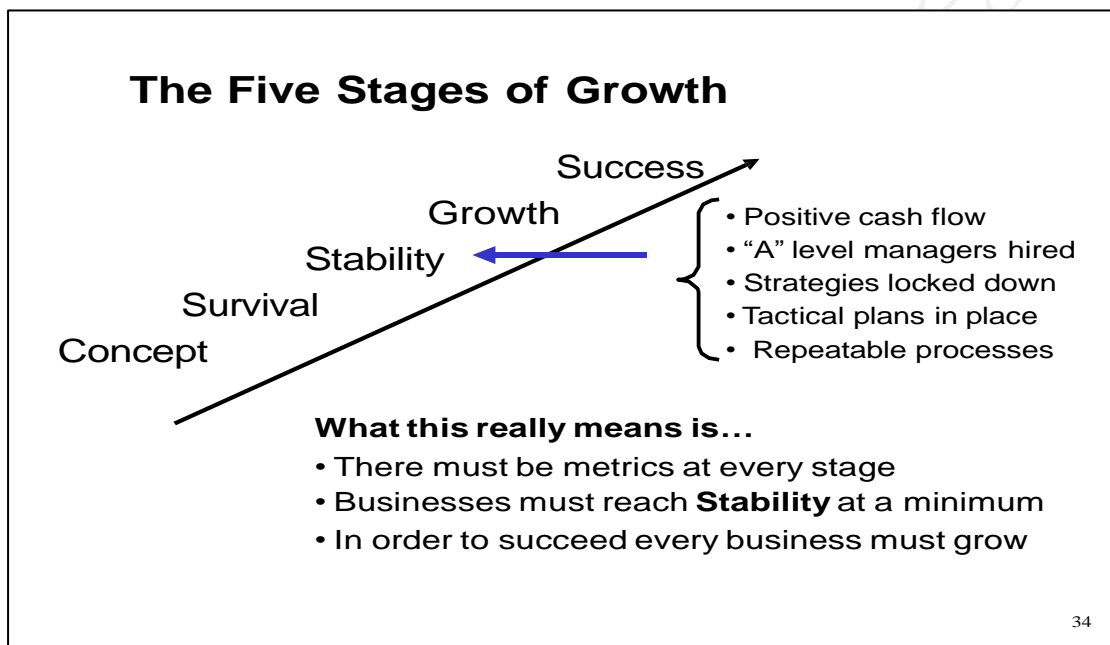 The Five Stages of Growth
Success
Growth
Stability
Survival
Concept
• Positive cash flow
• “A” level managers hired
• Strategies locked down
• Tactical plans in place
• Repeatable processes
What this really means is…
• There must be metrics at every stage
• Businesses must reach Stability at a minimum
• In order to succeed every business must grow
34